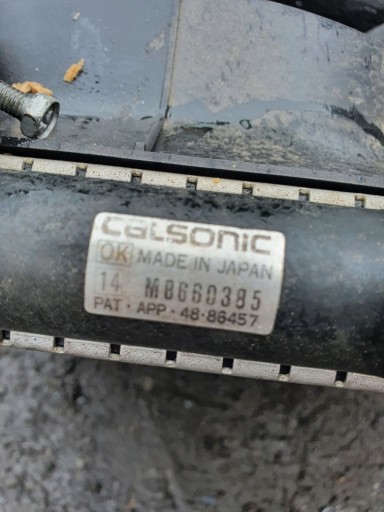 calsonic
OK MADE IN JAPAN
14 MB660385
PAT・APP・48-86457